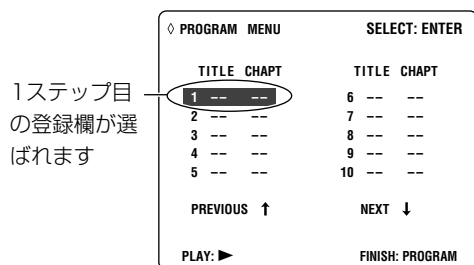 ◊ PROGRAM MENU SELECT: ENTER
TITLE CHAPT TITLE CHAPT
1 -- -- 6 -- --
2 -- -- 7 -- --
3 -- -- 8 -- --
4 -- -- 9 -- --
5 -- -- 10 -- --
PREVIOUS ↑ NEXT ↓
PLAY: ▶ FINISH: PROGRAM
1ステップ目
の登録欄が選
ばれます